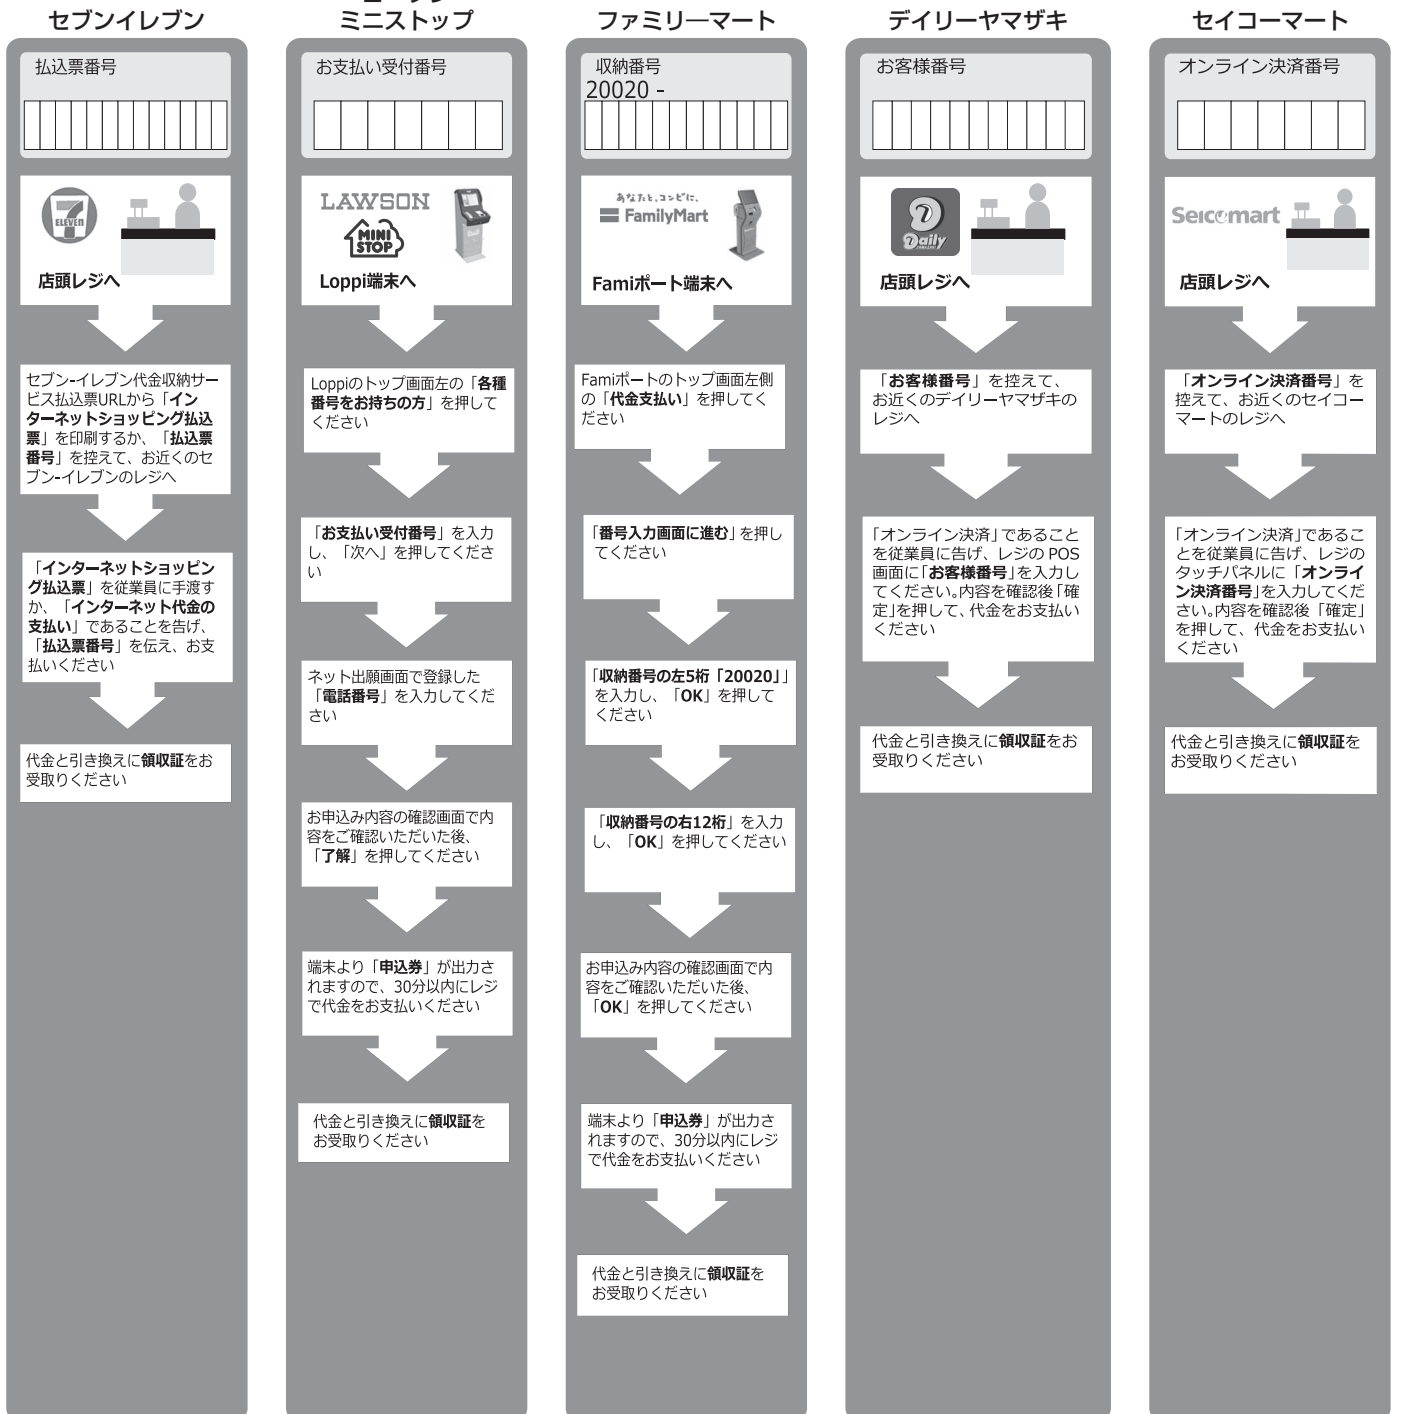 セブンイレブン
払込票番号
ELEVEN
店頭レジへ
セブン-イレブン代金収納サー
ビス払込票URLから「イン
ターネットショッピング払込
票」を印刷するか、「払込票
番号」を控えて、お近くのセ
ブン-イレブンのレジへ
「インターネットショッピン
グ払込票」を従業員に手渡す
か、「インターネット代金の
支払い」であることを告げ、
「払込票番号」を伝え、お支
払いください
代金と引き換えに領収証をお
受取りください
ミニストップ
お支払い受付番号
LAWSON
MINI
STOP
Loppi端末へ
Loppiのトップ画面左の「各種
番号をお持ちの方」を押して
ください
「お支払い受付番号」を入力
し、「次へ」を押してくださ
い
ネット出願画面で登録した
「電話番号」を入力してくだ
さい
お申込み内容の確認画面で内
容をご確認いただいた後、
「了解」を押してください
端末より「申込券」が出力さ
れますので、30分以内にレジ
で代金をお支払いください
代金と引き換えに領収証を
お受取りください
ファミリーマート
収納番号
20020 -
あなたと、コンビに、
FamilyMart
Famiポート端末へ
Famiポートのトップ画面左側
の「代金支払い」を押してく
ださい
「番号入力画面に進む」を押し
てください
「収納番号の左5桁「20020」」
を入力し、「OK」を押して
ください
「収納番号の右12桁」を入力
し、「OK」を押してください
お申込み内容の確認画面で内
容をご確認いただいた後、
「OK」を押してください
端末より「申込券」が出力さ
れますので、30分以内にレジ
で代金をお支払いください
代金と引き換えに領収証を
お受取りください
デイリーヤマザキ
お客様番号
Daily
店頭レジへ
「お客様番号」を控えて、
お近くのデイリーヤマザキの
レジへ
「オンライン決済」であること
を従業員に告げ、レジの POS
画面に「お客様番号」を入力し
てください。内容を確認後「確
定」を押して、代金をお支払い
ください
代金と引き換えに領収証をお
受取りください
セイコーマート
オンライン決済番号
Seicomart
店頭レジへ
「オンライン決済番号」を
控えて、お近くのセイコー
マートのレジへ
「オンライン決済」であるこ
とを従業員に告げ、レジの
タッチパネルに「オンライ
ン決済番号」を入力してくだ
さい。内容を確認後「確定」
を押して、代金をお支払い
ください
代金と引き換えに領収証を
お受取りください